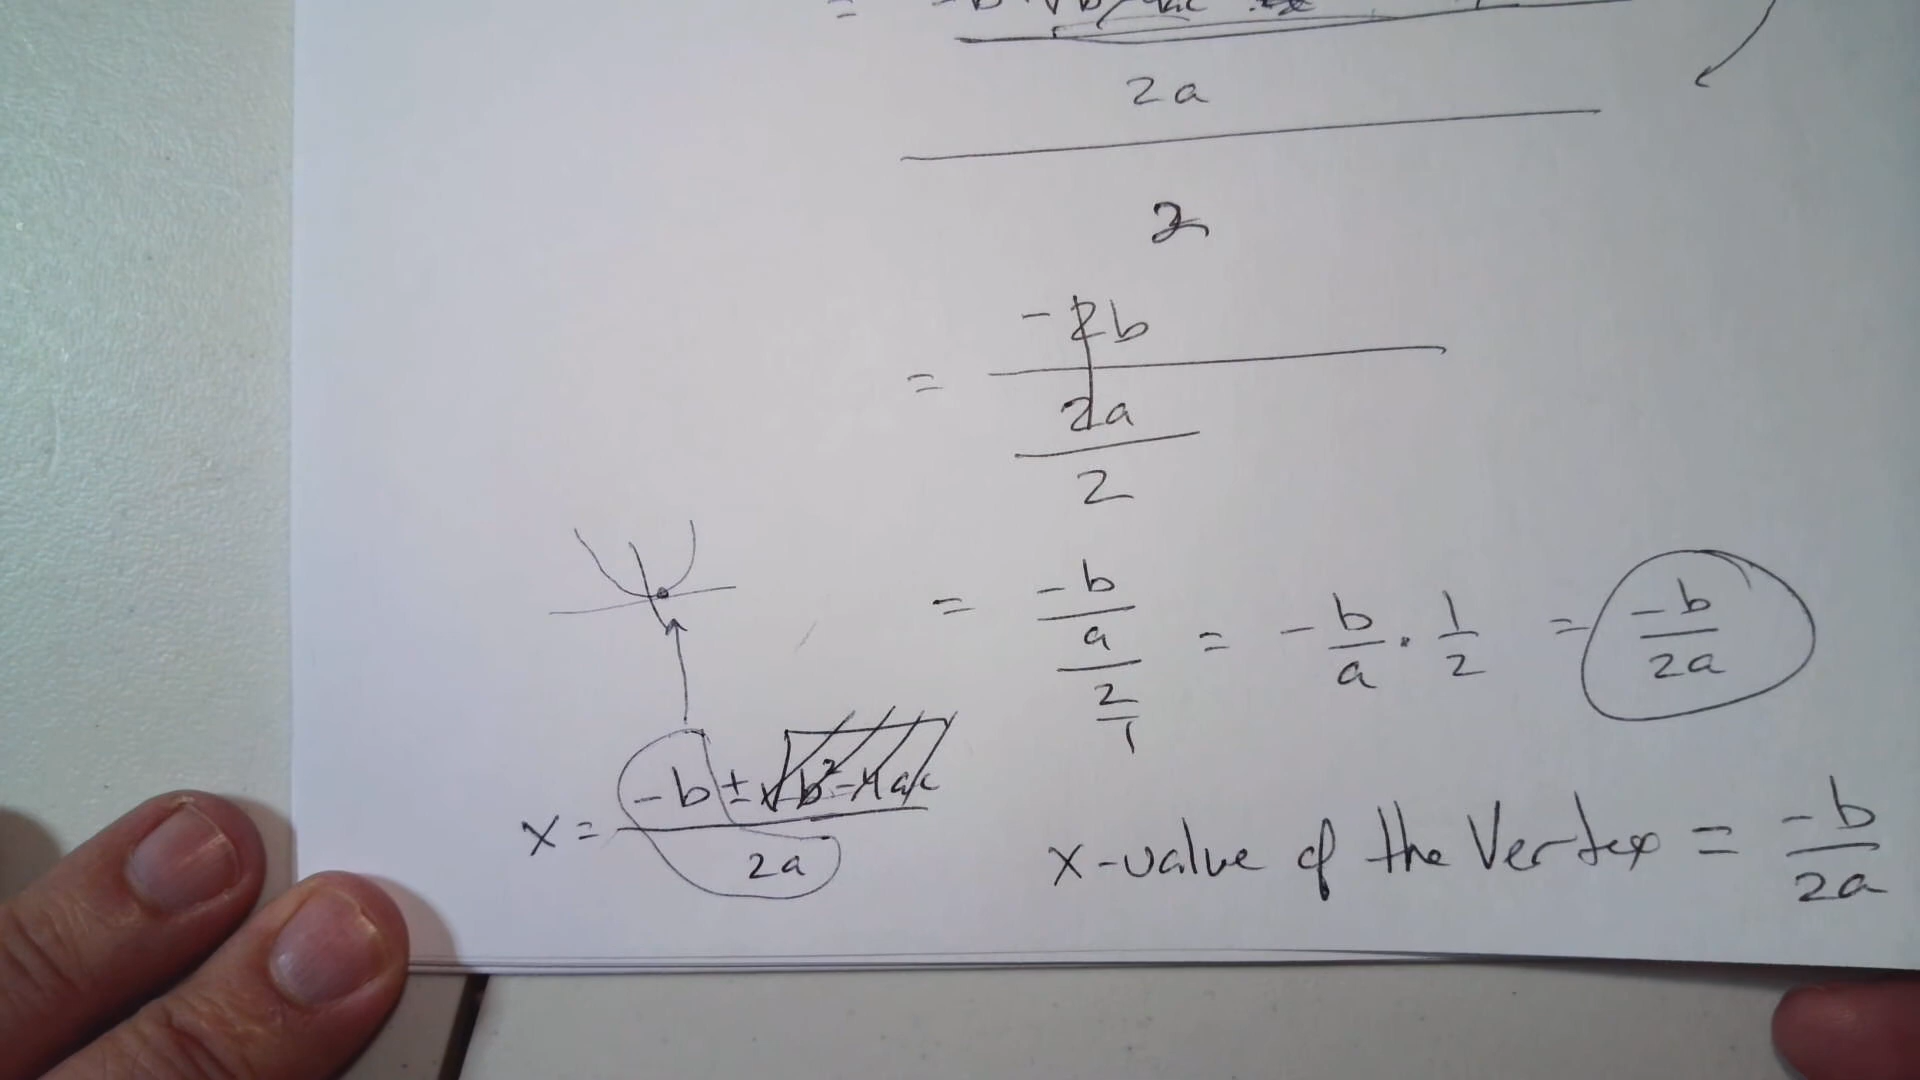 =
2a
2
= -2b
2a
2
= -b / a / 2 / 1 = -b/a · 1/2 = -b/2a
x = -b ± √b²-4ac
2a
x-value of the Vertex = -b/2a